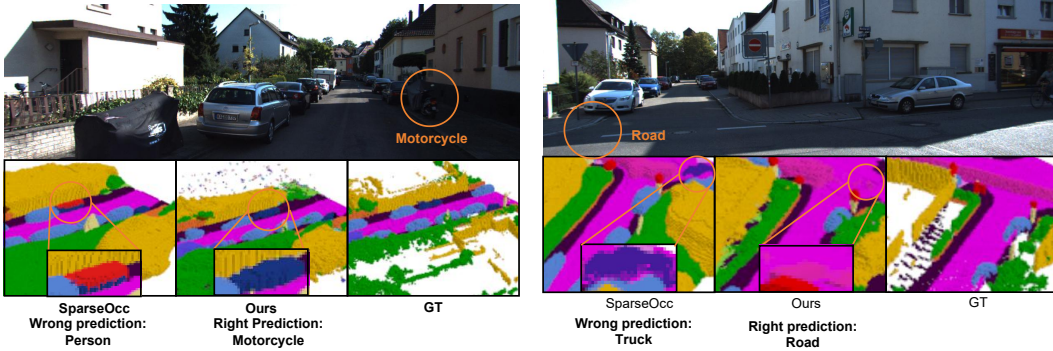 Motorcycle
Road
SparseOcc
Ours
GT
Wrong prediction:
Person
Right Prediction:
Motorcycle
SparseOcc
Ours
GT
Wrong prediction:
Truck
Right prediction:
Road